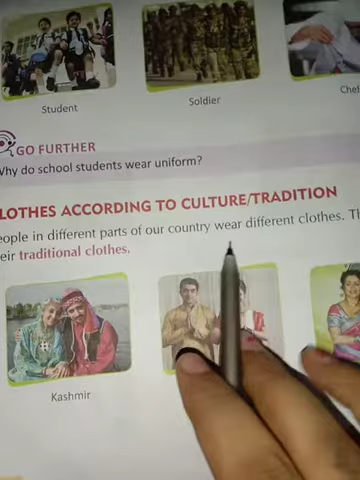 Student
Soldier
Chef
GO FURTHER
Why do school students wear uniform?
CLOTHES ACCORDING TO CULTURE/TRADITION
People in different parts of our country wear different clothes. Th
eir traditional clothes.
Kashmir